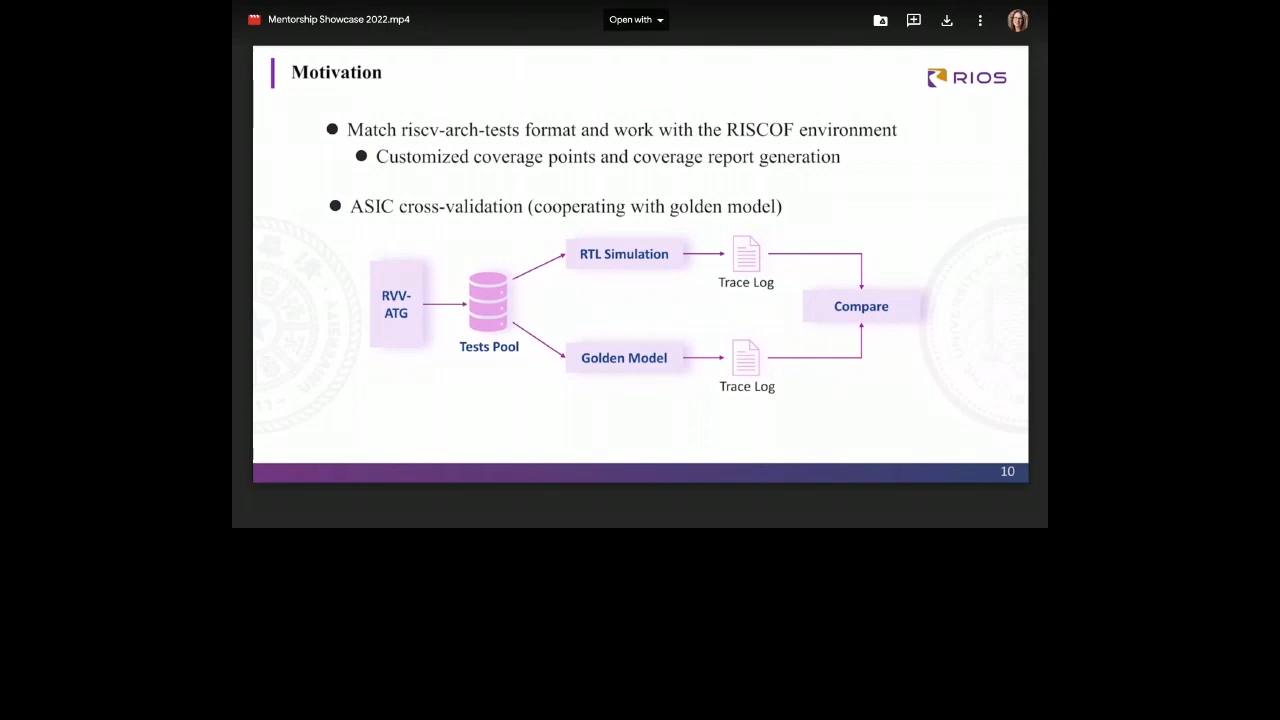 Mentorship Showcase 2022.mp4
Open with
Motivation
RIOS
Match riscv-arch-tests format and work with the RISCOF environment
Customized coverage points and coverage report generation
ASIC cross-validation (cooperating with golden model)
RTL Simulation
Trace Log
RVV-
ATG
Tests Pool
Compare
Golden Model
Trace Log
10